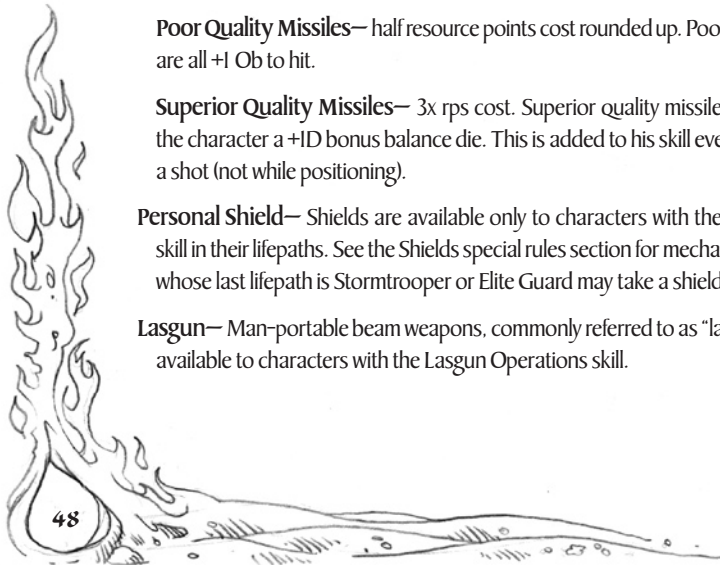 Poor Quality Missiles— half resource points cost rounded up. Poo
are all +1 Ob to hit.
Superior Quality Missiles— 3x rps cost. Superior quality missile
the character a +1D bonus balance die. This is added to his skill eve
a shot (not while positioning).
Personal Shield— Shields are available only to characters with the
skill in their lifepaths. See the Shields special rules section for mecha
whose last lifepath is Stormtrooper or Elite Guard may take a shield
Lasgun— Man-portable beam weapons, commonly referred to as “la
available to characters with the Lasgun Operations skill.
48